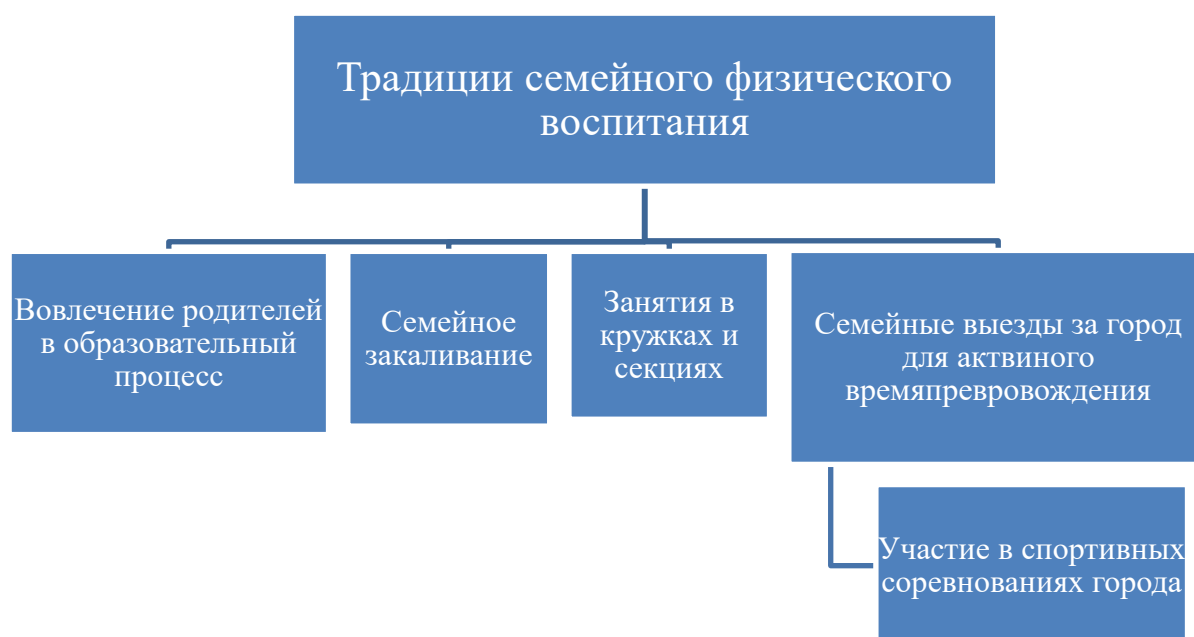 Традиции семейного физического
воспитания
Вовлечение родителей
в образовательный
процесс
Семейное
закаливание
Занятия в
кружках и
секциях
Семейные выезды за город
для актвиного
времяпревровождения
Участие в спортивных
соревнованиях города